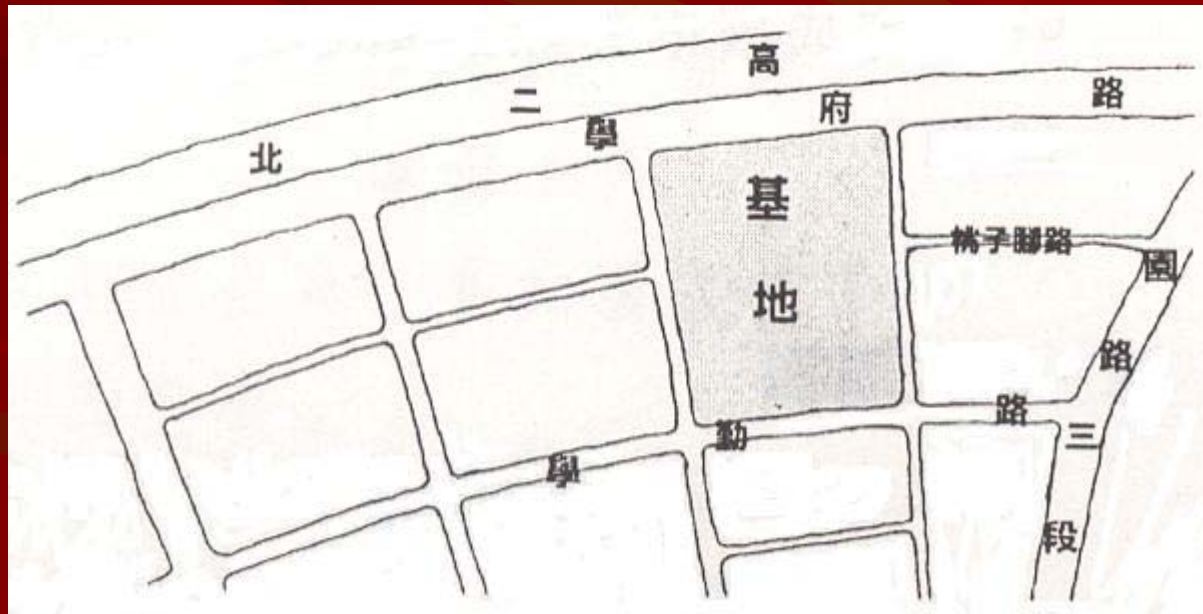 北二高
學府路
基地
桃子腳路
園路三段
學勤路